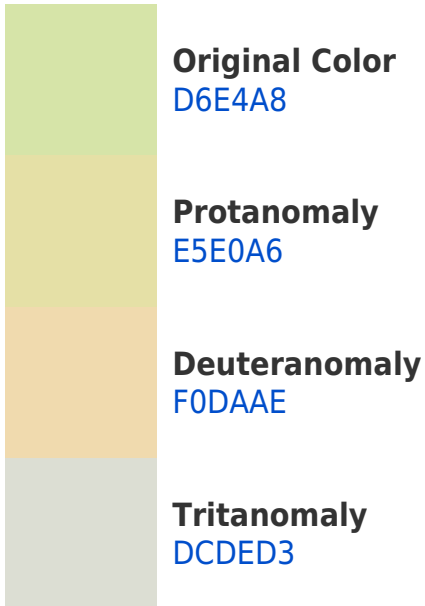 Original Color
D6E4A8
Protanomaly
E5E0A6
Deuteranomaly
F0DAAE
Tritanomaly
DCDED3